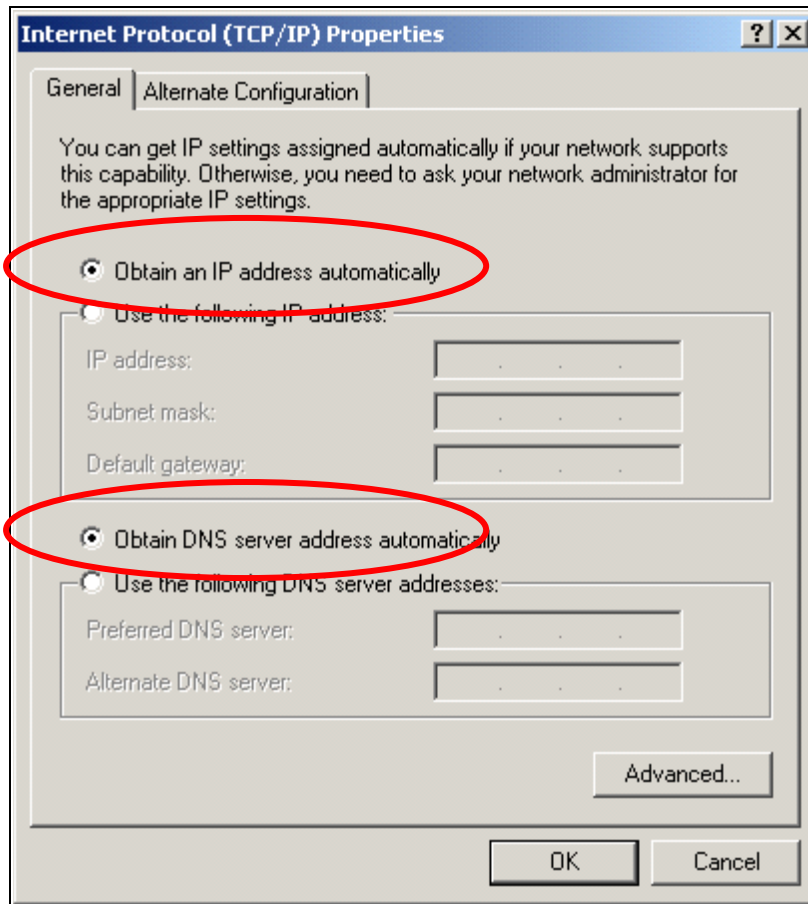 Internet Protocol (TCP/IP) Properties
General Alternate Configuration
You can get IP settings assigned automatically if your network supports
this capability. Otherwise, you need to ask your network administrator for
the appropriate IP settings.
Obtain an IP address automatically
Use the following IP address:
IP address:
Subnet mask:
Default gateway:
Obtain DNS server address automatically
Use the following DNS server addresses:
Preferred DNS server:
Alternate DNS server:
Advanced...
OK Cancel